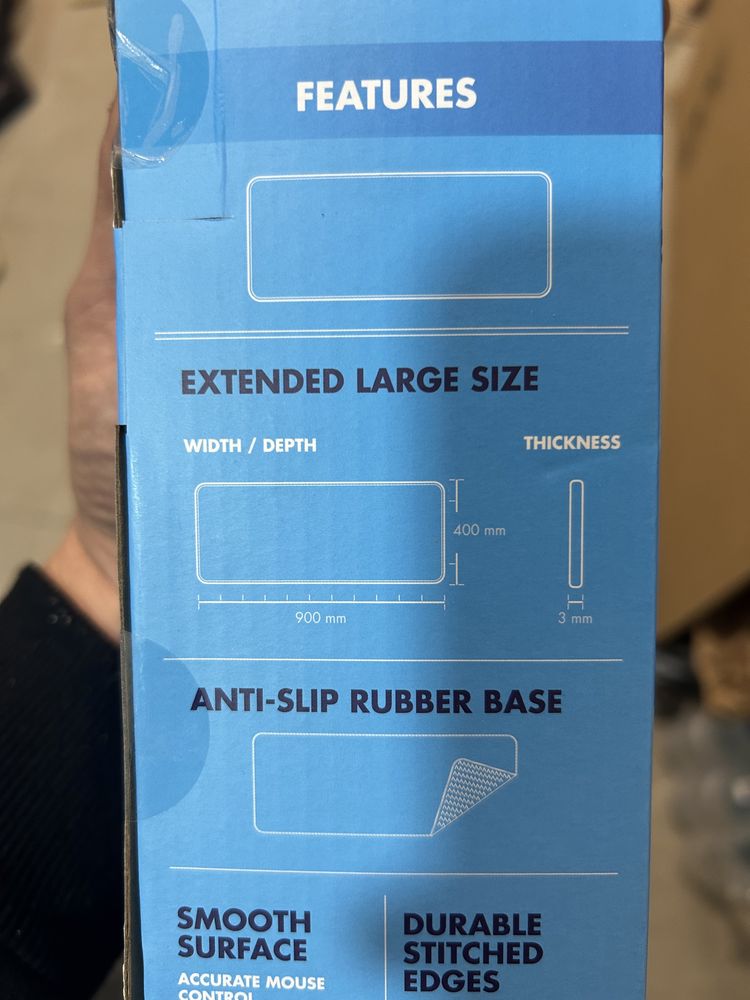 FEATURES
EXTENDED LARGE SIZE
WIDTH / DEPTH
THICKNESS
400 mm
900 mm
3 mm
ANTI-SLIP RUBBER BASE
SMOOTH
SURFACE
ACCURATE MOUSE
CONTROL
DURABLE
STITCHED
EDGES